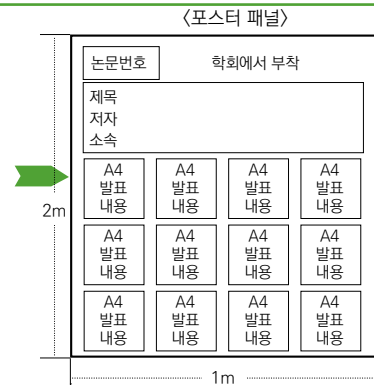 〈포스터 패널〉
논문번호 학회에서 부착
제목
저자
소속
A4 A4 A4 A4
발표 발표 발표 발표
내용 내용 내용 내용
2m
A4 A4 A4 A4
발표 발표 발표 발표
내용 내용 내용 내용
A4 A4 A4 A4
발표 발표 발표 발표
내용 내용 내용 내용
1m